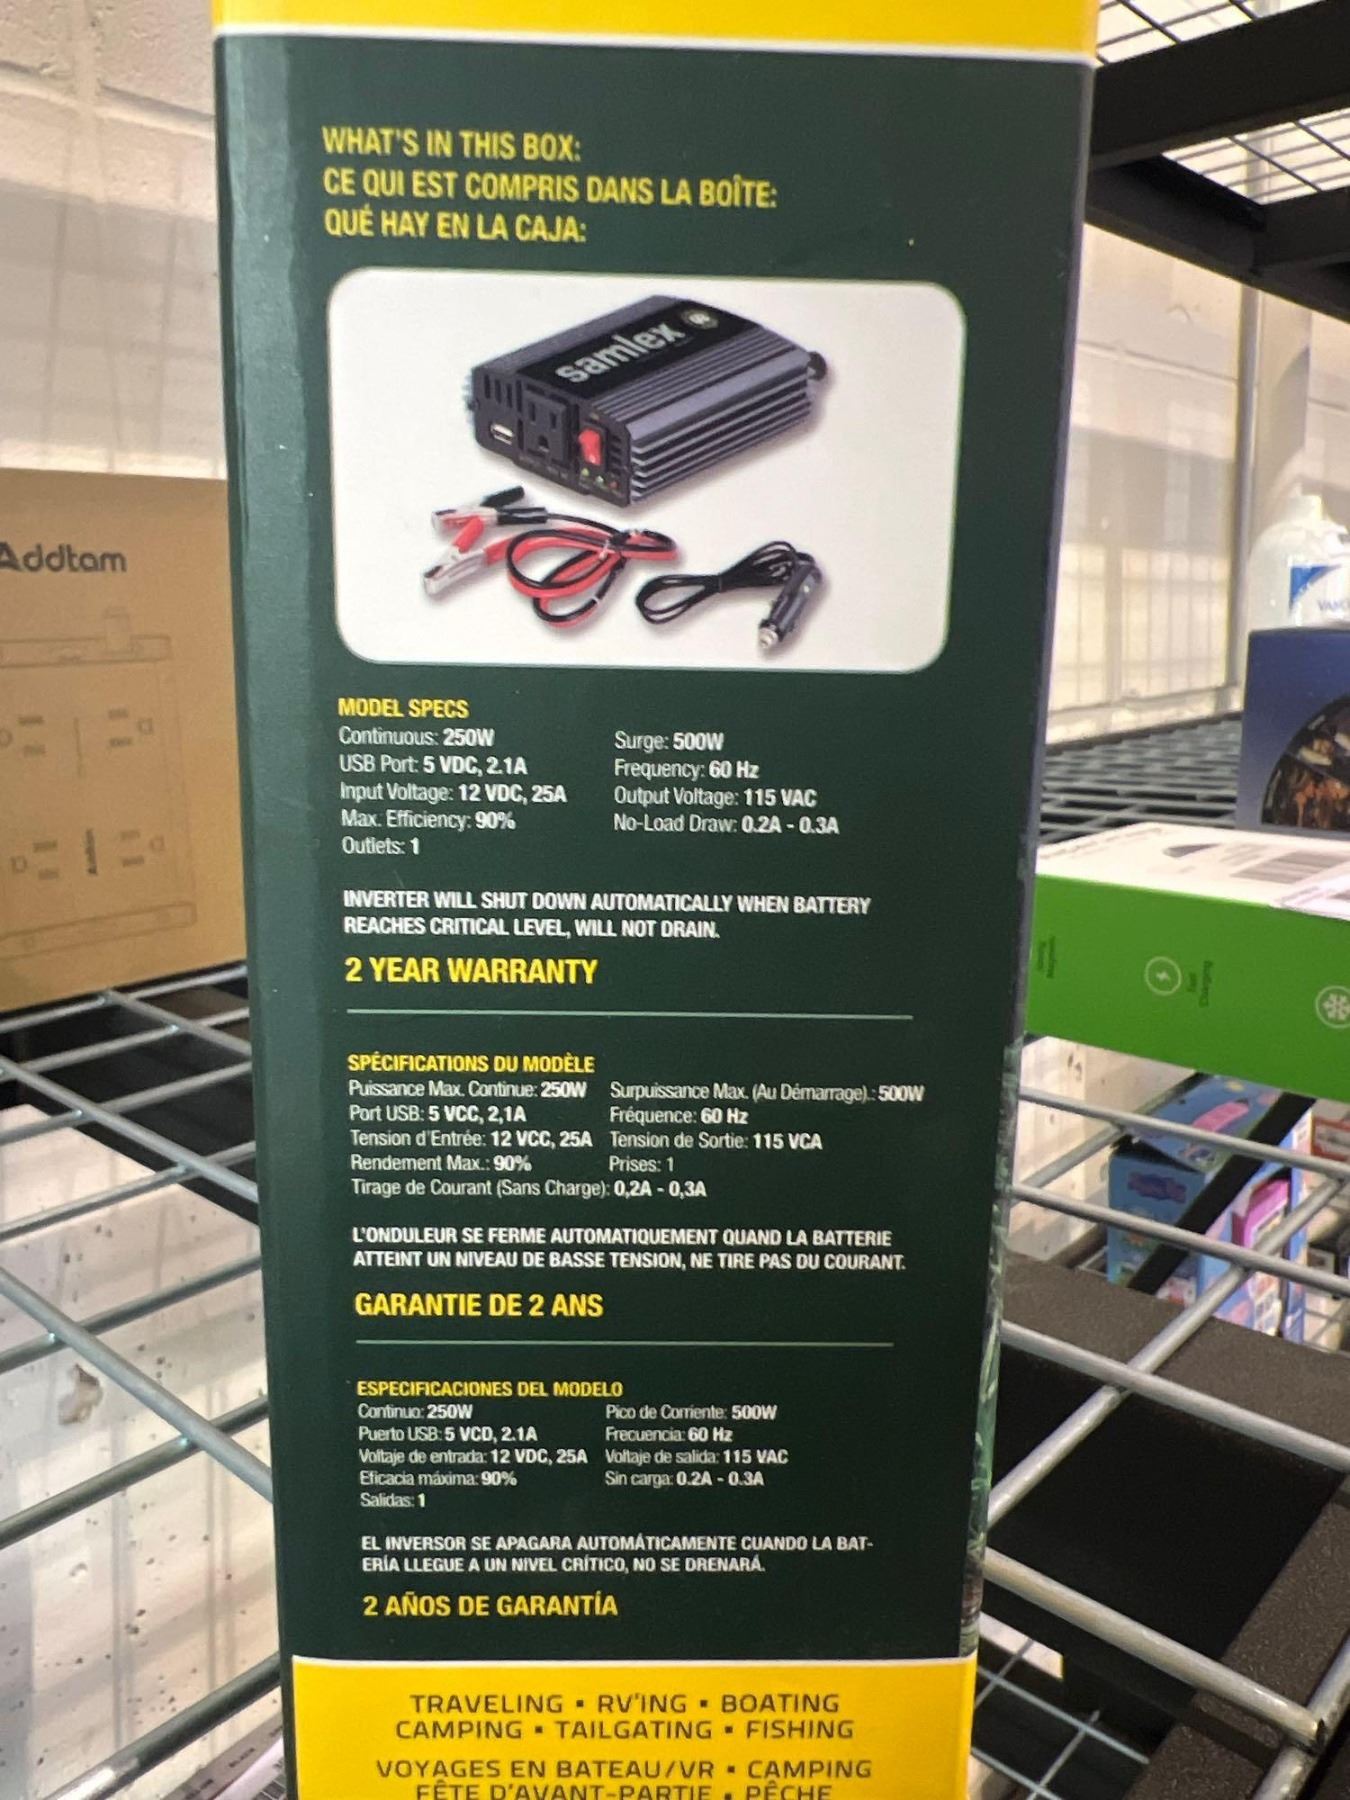 WHAT'S IN THIS BOX:
CE QUI EST COMPRIS DANS LA BOÎTE:
QUÉ HAY EN LA CAJA:
samlex
Addtam
MODEL SPECS
Continuous: 250W Surge: 500W
USB Port: 5 VDC, 2.1A Frequency: 60 Hz
Input Voltage: 12 VDC, 25A Output Voltage: 115 VAC
Max. Efficiency: 90% No-Load Draw: 0.2A - 0.3A
Outlets: 1
INVERTER WILL SHUT DOWN AUTOMATICALLY WHEN BATTERY
REACHES CRITICAL LEVEL, WILL NOT DRAIN.
2 YEAR WARRANTY
SPÉCIFICATIONS DU MODÈLE
Puissance Max. Continue: 250W Surpuissance Max. (Au Démarrage).: 500W
Port USB: 5 VCC, 2,1A Fréquence: 60 Hz
Tension d'Entrée: 12 VCC, 25A Tension de Sortie: 115 VCA
Rendement Max.: 90% Prises: 1
Tirage de Courant (Sans Charge): 0,2A - 0,3A
L'ONDULEUR SE FERME AUTOMATIQUEMENT QUAND LA BATTERIE
ATTEINT UN NIVEAU DE BASSE TENSION, NE TIRE PAS DU COURANT.
GARANTIE DE 2 ANS
ESPECIFICACIONES DEL MODELO
Continuo: 250W Pico de Corriente: 500W
Puerto USB: 5 VCD, 2.1A Frecuencia: 60 Hz
Voltaje de entrada: 12 VDC, 25A Voltaje de salida: 115 VAC
Eficacia máxima: 90% Sin carga: 0.2A - 0.3A
Salidas: 1
EL INVERSOR SE APAGARA AUTOMÁTICAMENTE CUANDO LA BAT-
ERÍA LLEGUE A UN NIVEL CRÍTICO, NO SE DRENARÁ.
2 AÑOS DE GARANTÍA
TRAVELING ▪ RV'ING ▪ BOATING
CAMPING ▪ TAILGATING ▪ FISHING
VOYAGES EN BATEAU/VR ▪ CAMPING
FÊTE D'AVANT-PARTIE ▪ PÊCHE
Fast
Charging